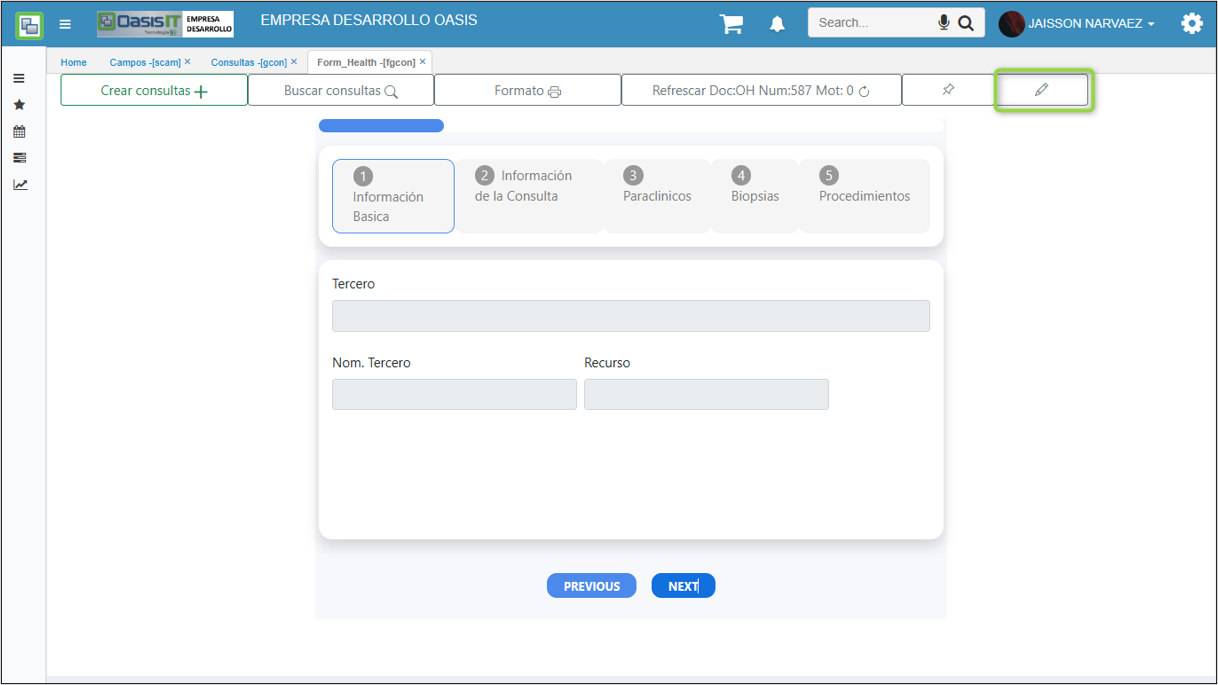 OasisIT
Tecnología
EMPRESA
DESARROLLO
EMPRESA DESARROLLO OASIS
Search...
JAISSON NARVAEZ
Home
Campos -[scam] ×
Consultas -[gcon] ×
Form_Health -[fgcon] ×
Crear consultas
Buscar consultas
Formato
Refrescar Doc:OH Num:587 Mot: 0
1
Información
Basica
2 Información
de la Consulta
3
Paraclinicos
4
Biopsias
5
Procedimientos
Tercero
Nom. Tercero
Recurso
PREVIOUS
NEXT